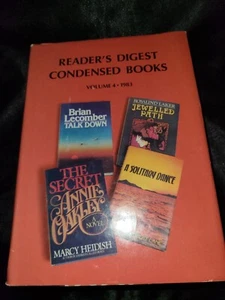 READER'S DIGEST
CONDENSED BOOKS
VOLUME 4 • 1983
Brian
Lecomber
TALK DOWN
ROSALIND LAKER
JEWELLED
PATH
THE
SECRET
ANNIE
OAKLEY
A NOVEL
MARCY HEIDISH
A SOLITARY DANCE